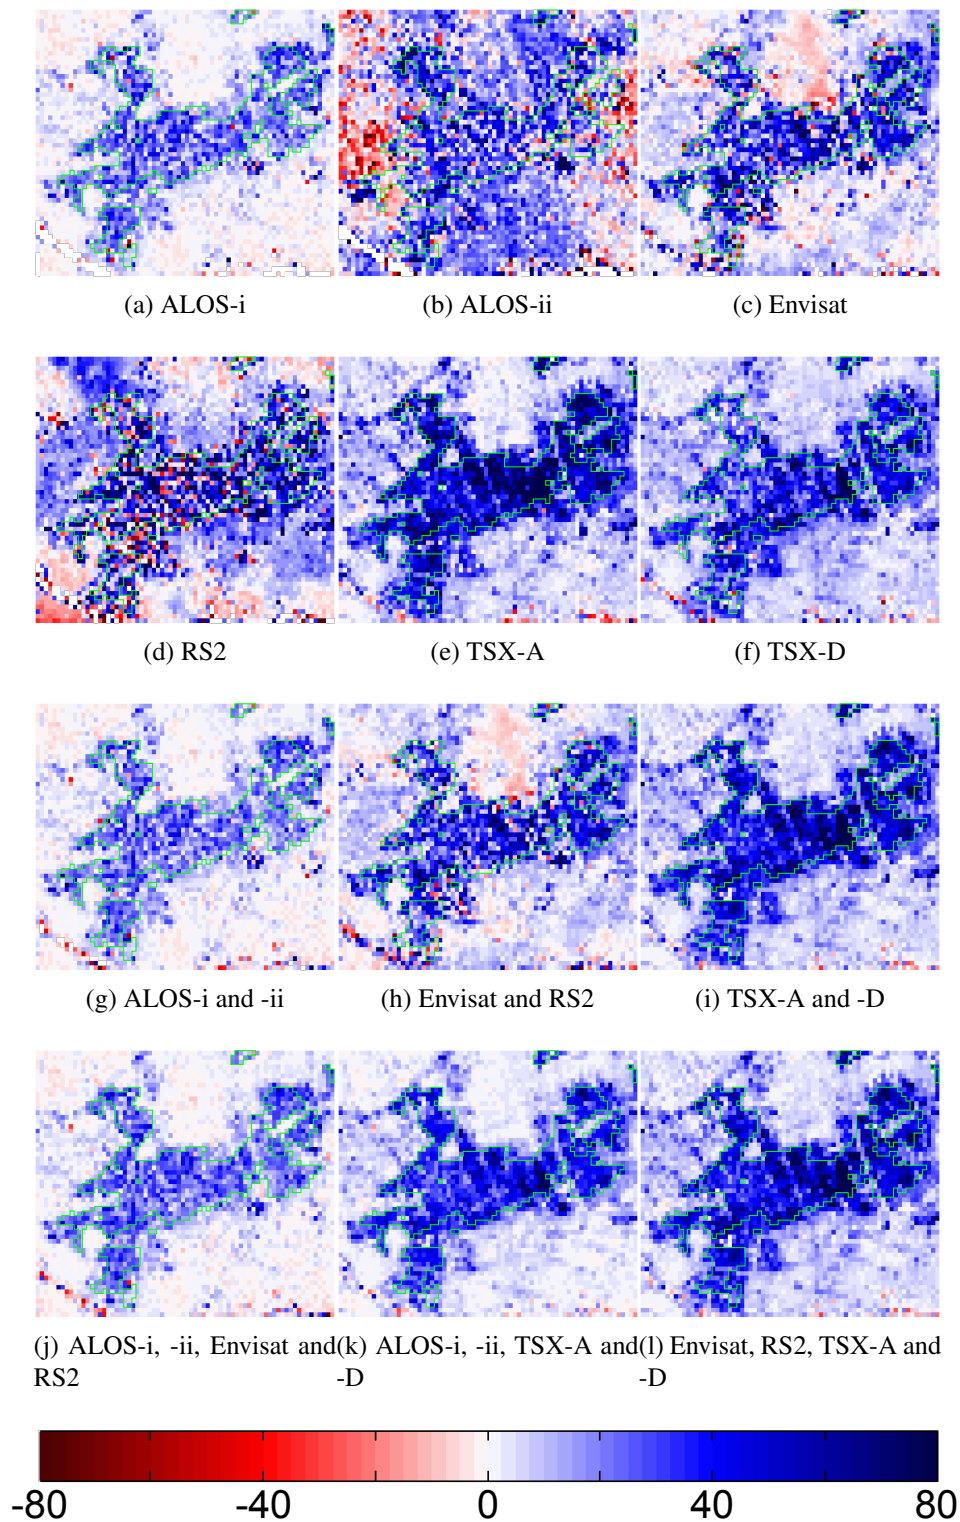 (a) ALOS-i
(b) ALOS-ii
(c) Envisat
(d) RS2
(e) TSX-A
(f) TSX-D
(g) ALOS-i and -ii
(h) Envisat and RS2
(i) TSX-A and -D
(j) ALOS-i, -ii, Envisat and
RS2
(k) ALOS-i, -ii, TSX-A and
-D
(l) Envisat, RS2, TSX-A and
-D
-80 -40 0 40 80